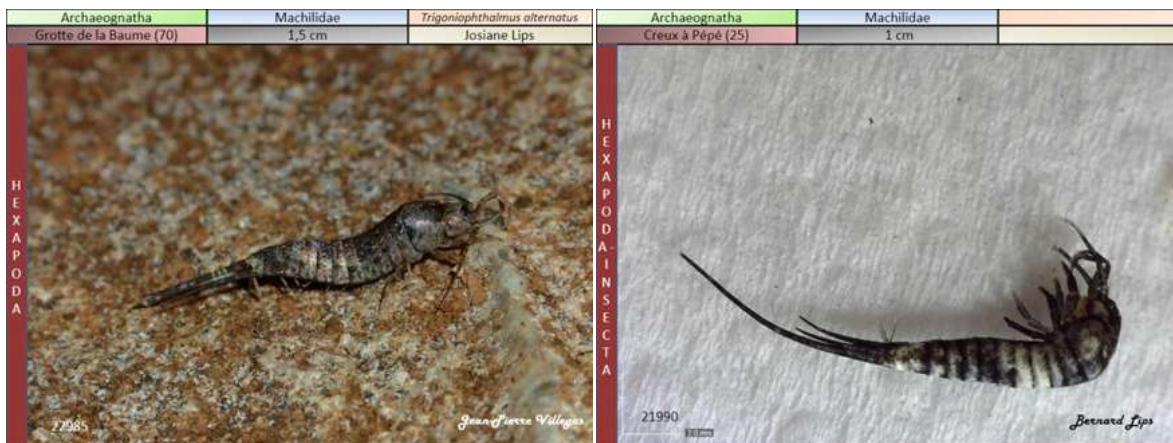 Archaeognatha Machilidae Trigoniophthalmus alternatus
Grotte de la Baume (70) 1,5 cm Josiane Lips
HEXAPODA
22985
Jean-Pierre Villegas
Archaeognatha Machilidae
Creux à Pépé (25) 1 cm
HEXAPODA-INSECTA
21990
Bernard Lips